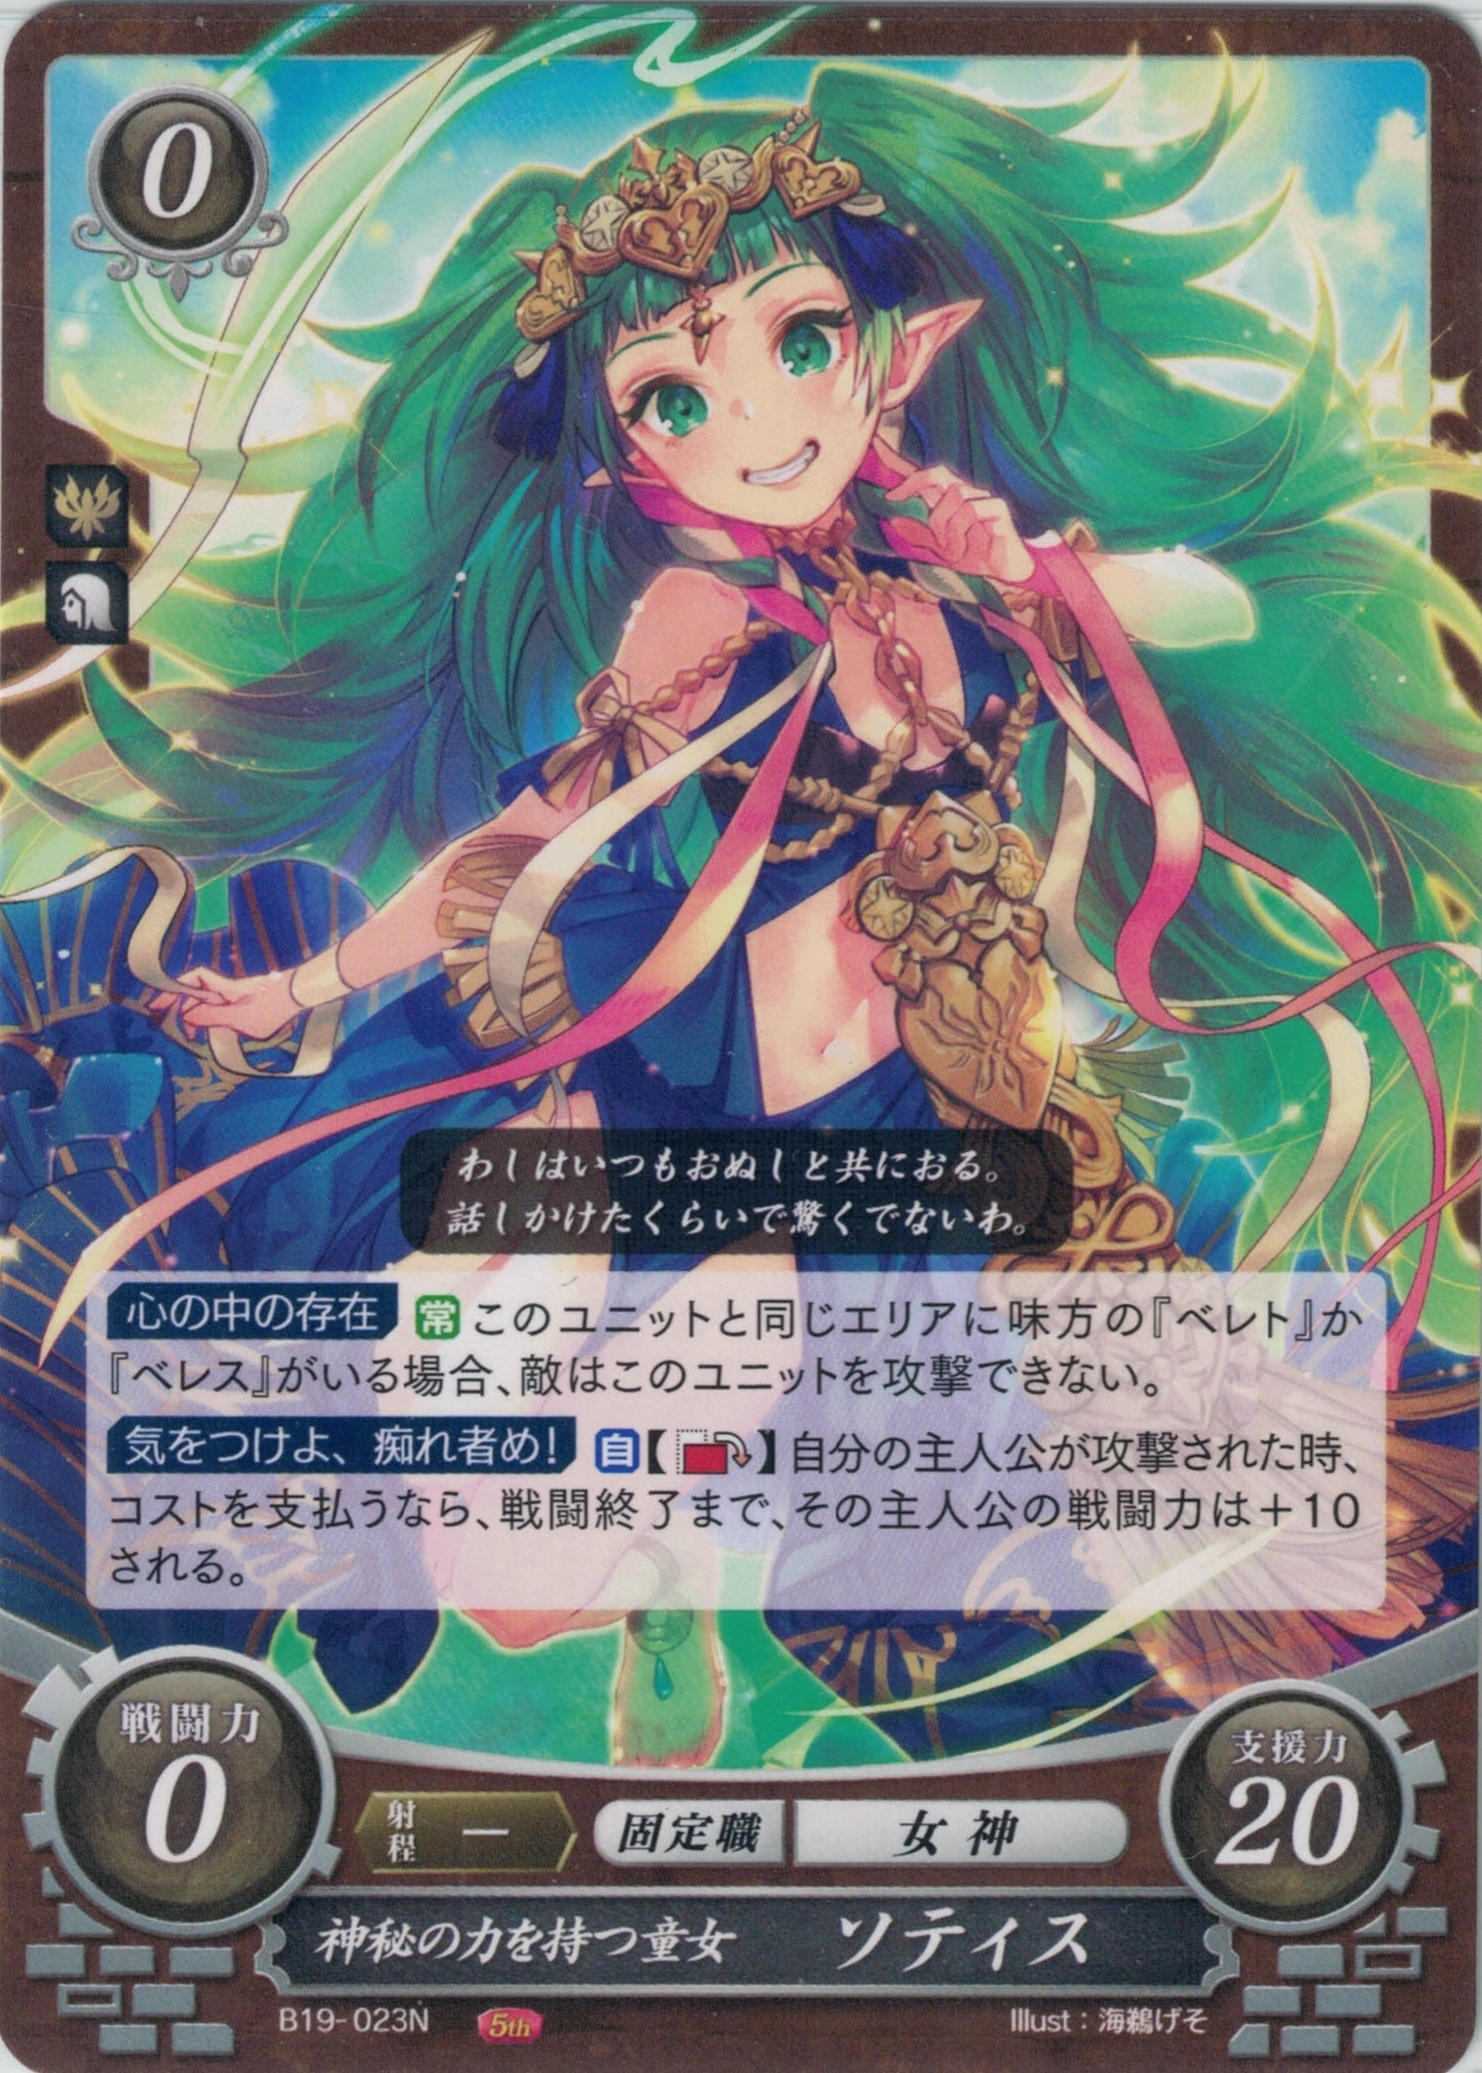 0
わしはいつもおぬしと共におる。
話しかけたくらいで驚くでないわ。
心の中の存在 常 このユニットと同じエリアに味方の『ベレト』か
『ベレス』がいる場合、敵はこのユニットを攻撃できない。
気をつけよ、痴れ者め! 自【 】自分の主人公が攻撃された時、
コストを支払うなら、戦闘終了まで、その主人公の戦闘力は+10
される。
戦闘力
0
射程 —
固定職 女神
支援力
20
神秘の力を持つ童女 ソティス
B19-023N 5th Illust:海鵜げそ